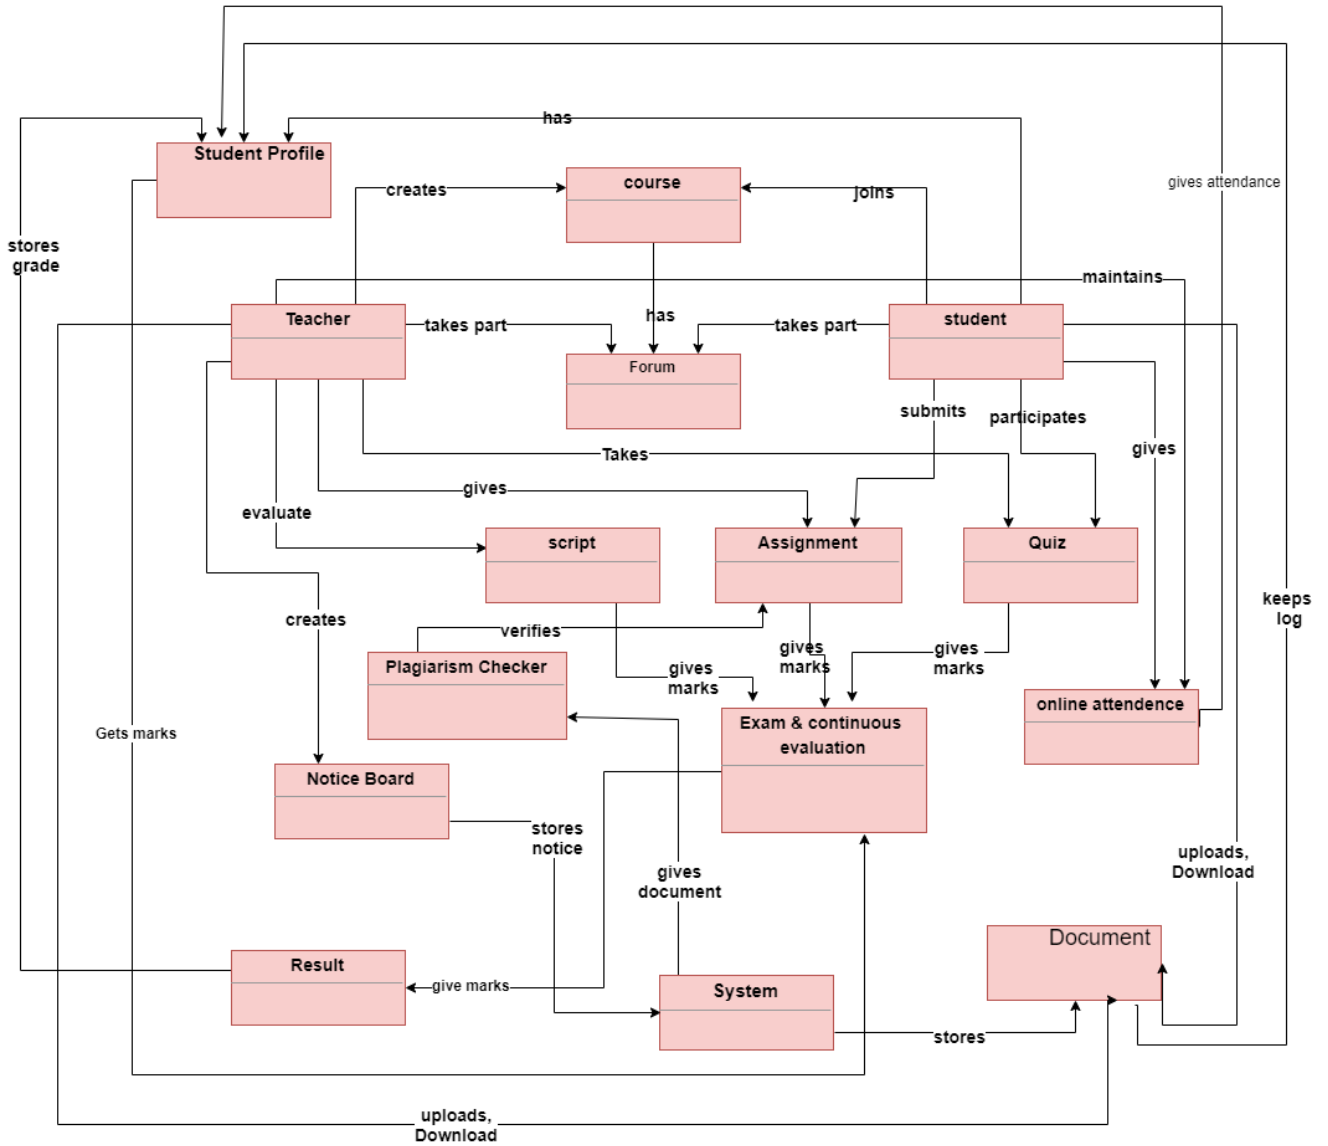 has
Student Profile
course
gives attendance
creates
joins
stores
grade
maintains
Teacher
takes part
has
takes part
student
Forum
submits
participates
gives
Takes
gives
evaluate
script
Assignment
Quiz
keeps
log
creates
verifies
gives
marks
gives
marks
gives
marks
Plagiarism Checker
online attendence
Exam & continuous
evaluation
Gets marks
Notice Board
stores
notice
uploads,
Download
gives
document
Document
Result
give marks
System
stores
uploads,
Download